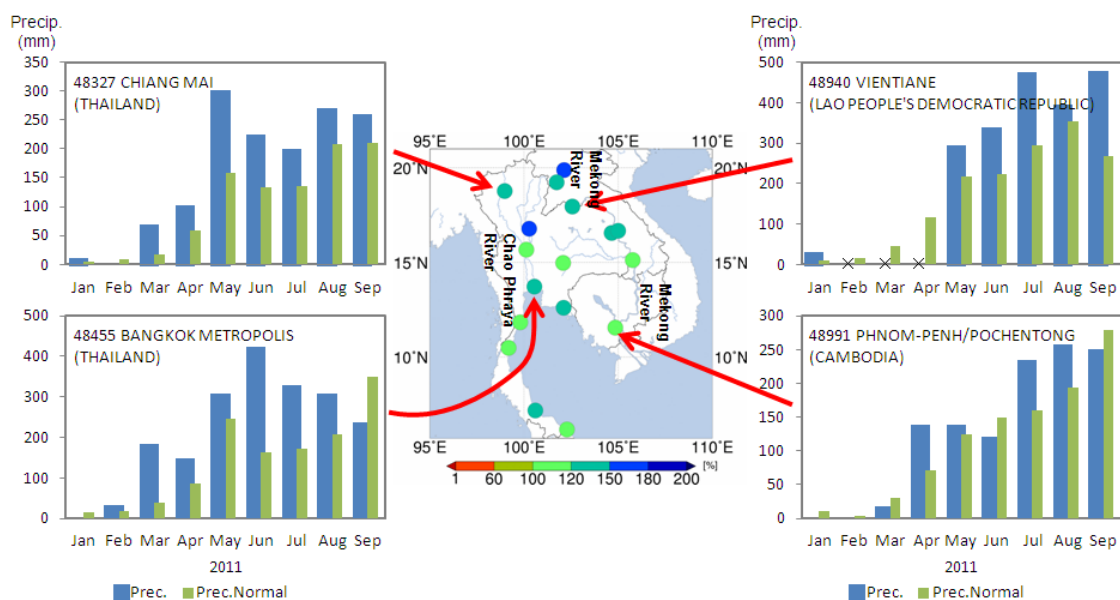 Precip.
(mm)
350
300
250
200
150
100
50
0
48327 CHIANG MAI
(THAILAND)
Jan Feb Mar Apr May Jun Jul Aug Sep
500
400
300
200
100
0
48455 BANGKOK METROPOLIS
(THAILAND)
Jan Feb Mar Apr May Jun Jul Aug Sep
2011
Prec. Prec.Normal
95°E 100°E 105°E 110°E
20°N 20°N
15°N 15°N
10°N 10°N
95°E 100°E 105°E 110°E
Mekong
River
Chao Phraya
River
Mekong
River
[%]
1 60 100 120 150 180 200
Precip.
(mm)
500
400
300
200
100
0
48940 VIENTIANE
(LAO PEOPLE'S DEMOCRATIC REPUBLIC)
Jan Feb Mar Apr May Jun Jul Aug Sep
300
250
200
150
100
50
0
48991 PHNOM-PENH/POCHENTONG
(CAMBODIA)
Jan Feb Mar Apr May Jun Jul Aug Sep
2011
Prec. Prec.Normal